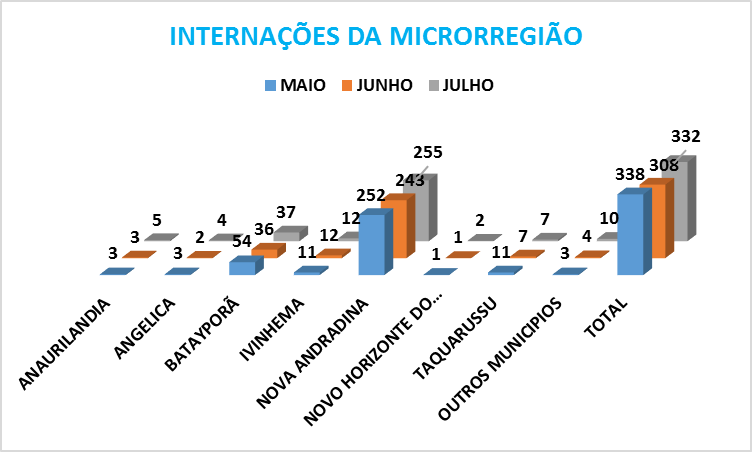 INTERNAÇÕES DA MICRORREGIÃO
MAIO JUNHO JULHO
3 3 5
3 2 4
54 36 37
11 12 12
252 243 255
1 1 2
11 7 7
3 4 10
338 308 332
ANAURILANDIA
ANGELICA
BATAYPORÃ
IVINHEMA
NOVA ANDRADINA
NOVO HORIZONTE DO...
TAQUARUSSU
OUTROS MUNICIPIOS
TOTAL